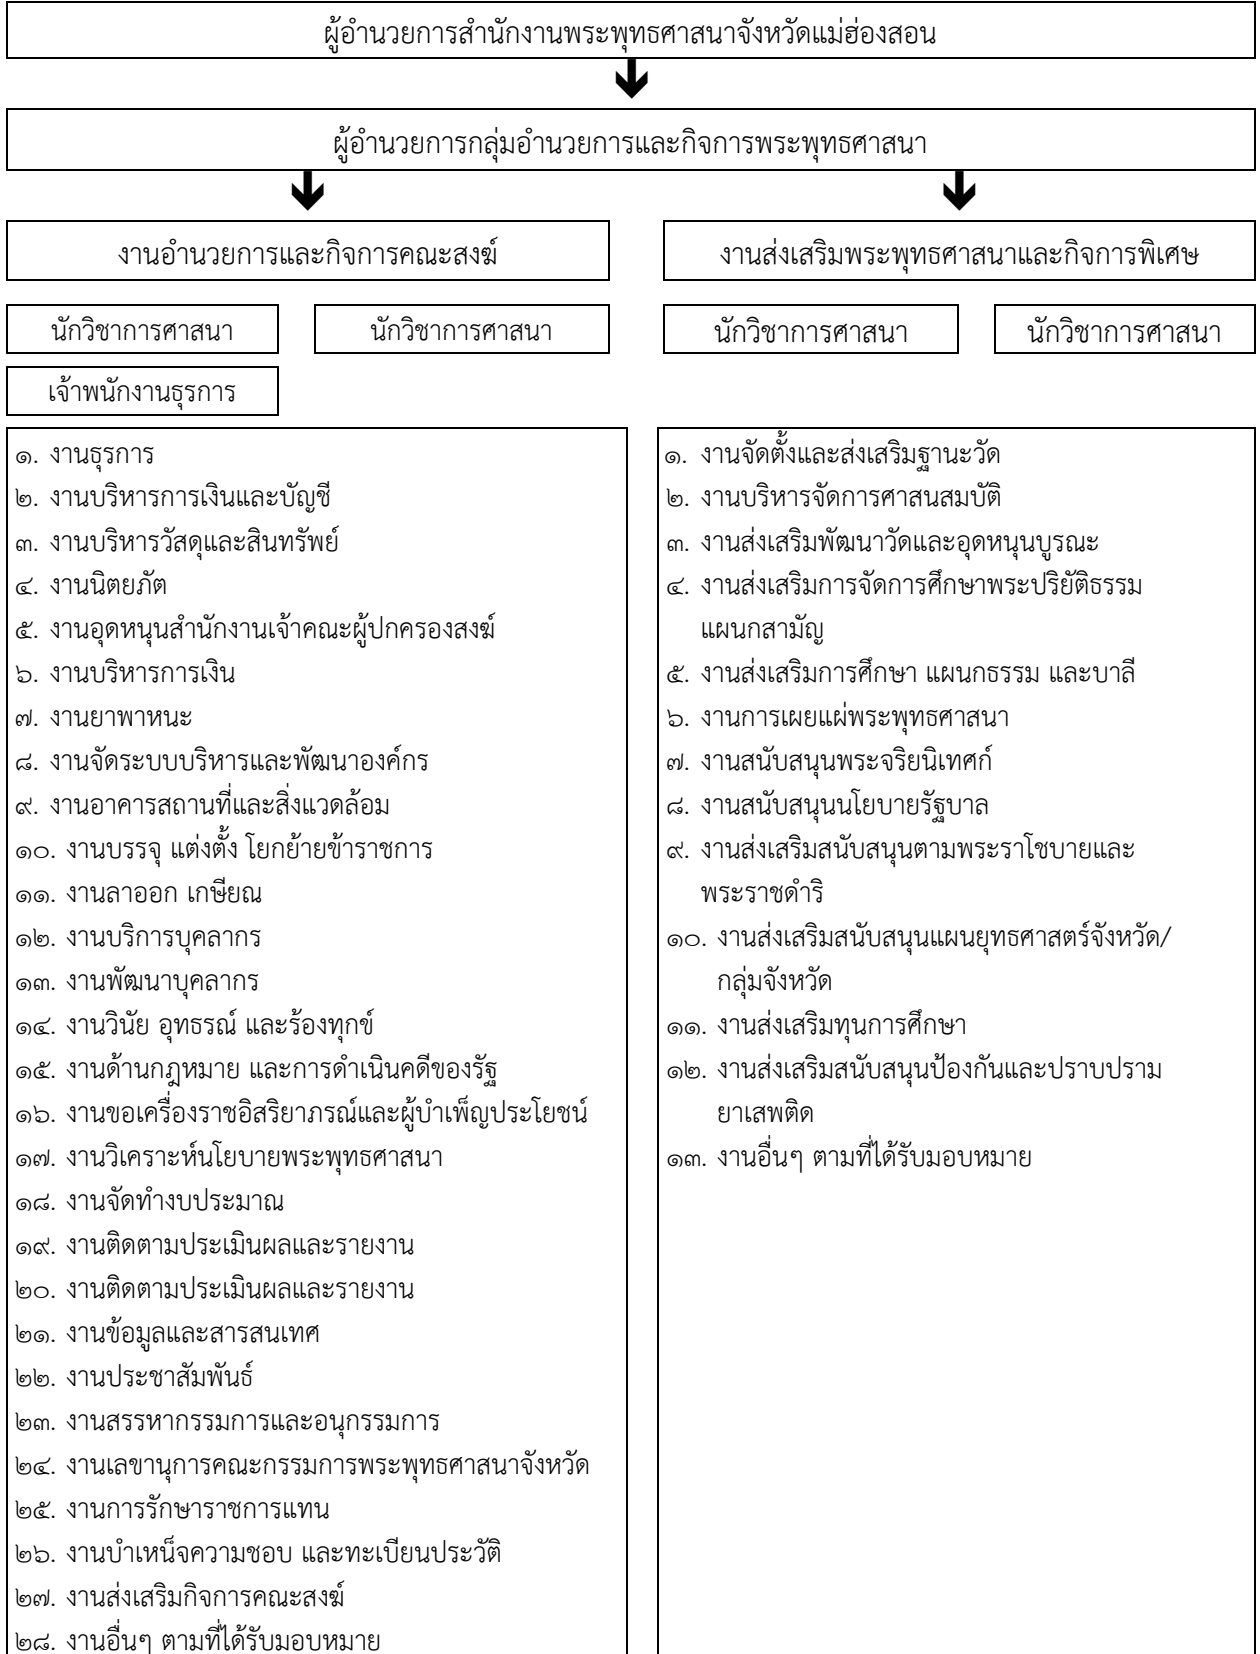 ผู้อำนวยการสำนักงานพระพุทธศาสนาจังหวัดแม่ฮ่องสอน
ผู้อำนวยการกลุ่มอำนวยการและกิจการพระพุทธศาสนา
งานอำนวยการและกิจการคณะสงฆ์
งานส่งเสริมพระพุทธศาสนาและกิจการพิเศษ
นักวิชาการศาสนา
นักวิชาการศาสนา
นักวิชาการศาสนา
นักวิชาการศาสนา
เจ้าพนักงานธุรการ
๑. งานธุรการ
๒. งานบริหารการเงินและบัญชี
๓. งานบริหารวัสดุและสินทรัพย์
๔. งานนิตยภัต
๕. งานอุดหนุนสำนักงานเจ้าคณะผู้ปกครองสงฆ์
๖. งานบริหารการเงิน
๗. งานยาพาหนะ
๘. งานจัดระบบบริหารและพัฒนาองค์กร
๙. งานอาคารสถานที่และสิ่งแวดล้อม
๑๐. งานบรรจุ แต่งตั้ง โยกย้ายข้าราชการ
๑๑. งานลาออก เกษียณ
๑๒. งานบริการบุคลากร
๑๓. งานพัฒนาบุคลากร
๑๔. งานวินัย อุทธรณ์ และร้องทุกข์
๑๕. งานด้านกฎหมาย และการดำเนินคดีของรัฐ
๑๖. งานขอเครื่องราชอิสริยาภรณ์และผู้บำเพ็ญประโยชน์
๑๗. งานวิเคราะห์นโยบายพระพุทธศาสนา
๑๘. งานจัดทำงบประมาณ
๑๙. งานติดตามประเมินผลและรายงาน
๒๐. งานติดตามประเมินผลและรายงาน
๒๑. งานข้อมูลและสารสนเทศ
๒๒. งานประชาสัมพันธ์
๒๓. งานสรรหากรรมการและอนุกรรมการ
๒๔. งานเลขานุการคณะกรรมการพระพุทธศาสนาจังหวัด
๒๕. งานการรักษาราชการแทน
๒๖. งานบำเหน็จความชอบ และทะเบียนประวัติ
๒๗. งานส่งเสริมกิจการคณะสงฆ์
๒๘. งานอื่นๆ ตามที่ได้รับมอบหมาย
๑. งานจัดตั้งและส่งเสริมฐานะวัด
๒. งานบริหารจัดการศาสนสมบัติ
๓. งานส่งเสริมพัฒนาวัดและอุดหนุนบูรณะ
๔. งานส่งเสริมการจัดการศึกษาพระปริยัติธรรม
แผนกสามัญ
๕. งานส่งเสริมการศึกษา แผนกธรรม และบาลี
๖. งานการเผยแผ่พระพุทธศาสนา
๗. งานสนับสนุนพระจริยนิเทศก์
๘. งานสนับสนุนนโยบายรัฐบาล
๙. งานส่งเสริมสนับสนุนตามพระราโชบายและ
พระราชดำริ
๑๐. งานส่งเสริมสนับสนุนแผนยุทธศาสตร์จังหวัด/
กลุ่มจังหวัด
๑๑. งานส่งเสริมทุนการศึกษา
๑๒. งานส่งเสริมสนับสนุนป้องกันและปราบปราม
ยาเสพติด
๑๓. งานอื่นๆ ตามที่ได้รับมอบหมาย